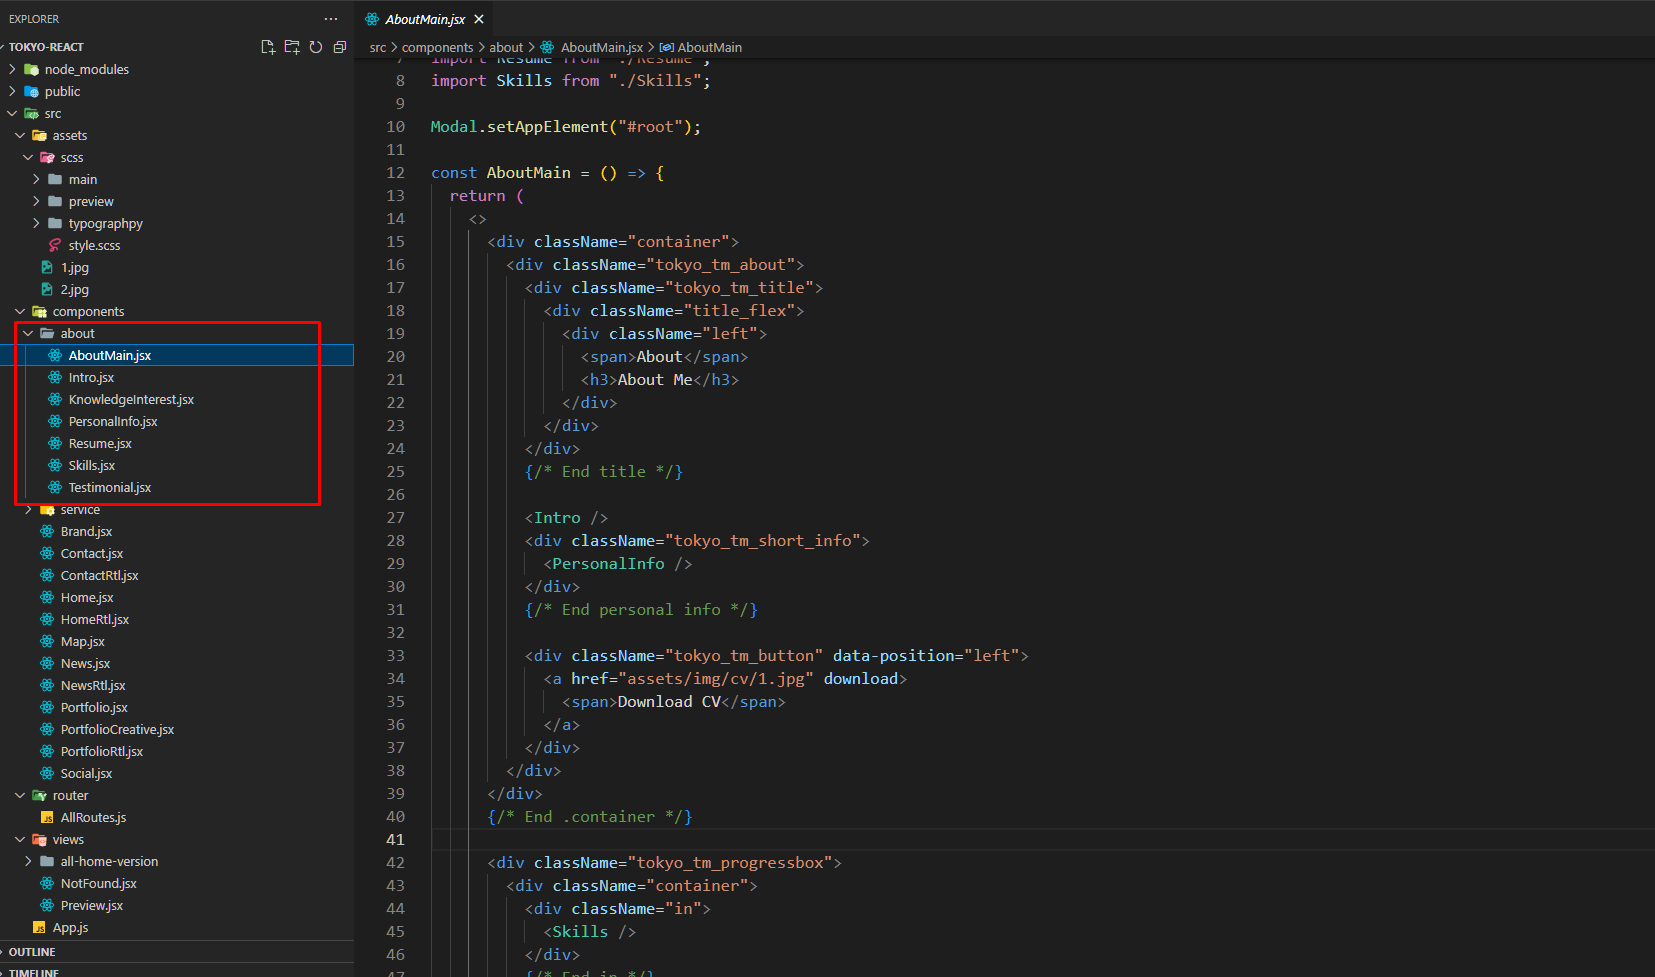 EXPLORER
TOKYO-REACT
node_modules
public
src
assets
scss
main
preview
typographpy
style.scss
1.jpg
2.jpg
components
about
AboutMain.jsx
Intro.jsx
KnowledgeInterest.jsx
PersonalInfo.jsx
Resume.jsx
Skills.jsx
Testimonial.jsx
service
Brand.jsx
Contact.jsx
ContactRtl.jsx
Home.jsx
HomeRtl.jsx
Map.jsx
News.jsx
NewsRtl.jsx
Portfolio.jsx
PortfolioCreative.jsx
PortfolioRtl.jsx
Social.jsx
router
JS AllRoutes.js
views
all-home-version
NotFound.jsx
Preview.jsx
JS App.js
OUTLINE
TIMELINE
AboutMain.jsx
src > components > about > AboutMain.jsx > AboutMain
7 import Resume from "./Resume";
8 import Skills from "./Skills";
9
10 Modal.setAppElement("#root");
11
12 const AboutMain = () => {
13 return (
14 <>
15 <div className="container">
16 <div className="tokyo_tm_about">
17 <div className="tokyo_tm_title">
18 <div className="title_flex">
19 <div className="left">
20 <span>About</span>
21 <h3>About Me</h3>
22 </div>
23 </div>
24 </div>
25 {/* End title */}
26
27 <Intro />
28 <div className="tokyo_tm_short_info">
29 <PersonalInfo />
30 </div>
31 {/* End personal info */}
32
33 <div className="tokyo_tm_button" data-position="left">
34 <a href="assets/img/cv/1.jpg" download>
35 <span>Download CV</span>
36 </a>
37 </div>
38 </div>
39 </div>
40 {/* End .container */}
41
42 <div className="tokyo_tm_progressbox">
43 <div className="container">
44 <div className="in">
45 <Skills />
46 </div>
47 {/* End in */}